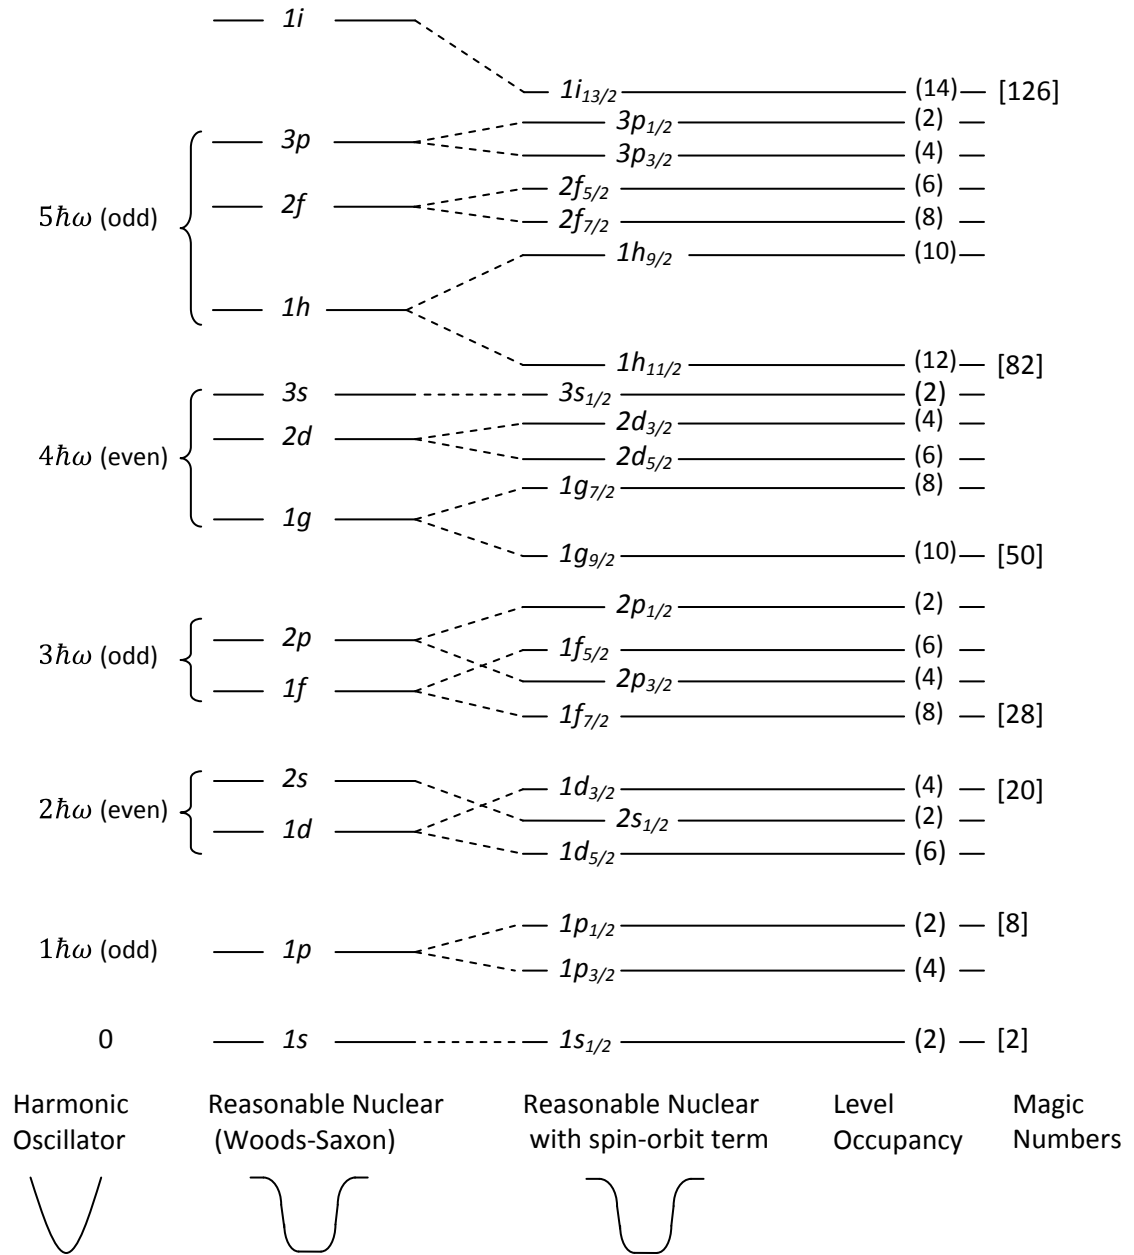 1i
1i13/2 (14) [126]
3p1/2 (2)
3p 3p3/2 (4)
2f5/2 (6)
5ℏω (odd) 2f 2f7/2 (8)
1h9/2 (10)
1h
1h11/2 (12) [82]
3s 3s1/2 (2)
2d3/2 (4)
4ℏω (even) 2d 2d5/2 (6)
1g7/2 (8)
1g
1g9/2 (10) [50]
2p1/2 (2)
3ℏω (odd) 2p 1f5/2 (6)
1f 2p3/2 (4)
1f7/2 (8) [28]
2s 1d3/2 (4) [20]
2ℏω (even) 2s1/2 (2)
1d 1d5/2 (6)
1p1/2 (2) [8]
1ℏω (odd) 1p
1p3/2 (4)
0 1s 1s1/2 (2) [2]
Harmonic Reasonable Nuclear Reasonable Nuclear Level Magic
Oscillator (Woods-Saxon) with spin-orbit term Occupancy Numbers